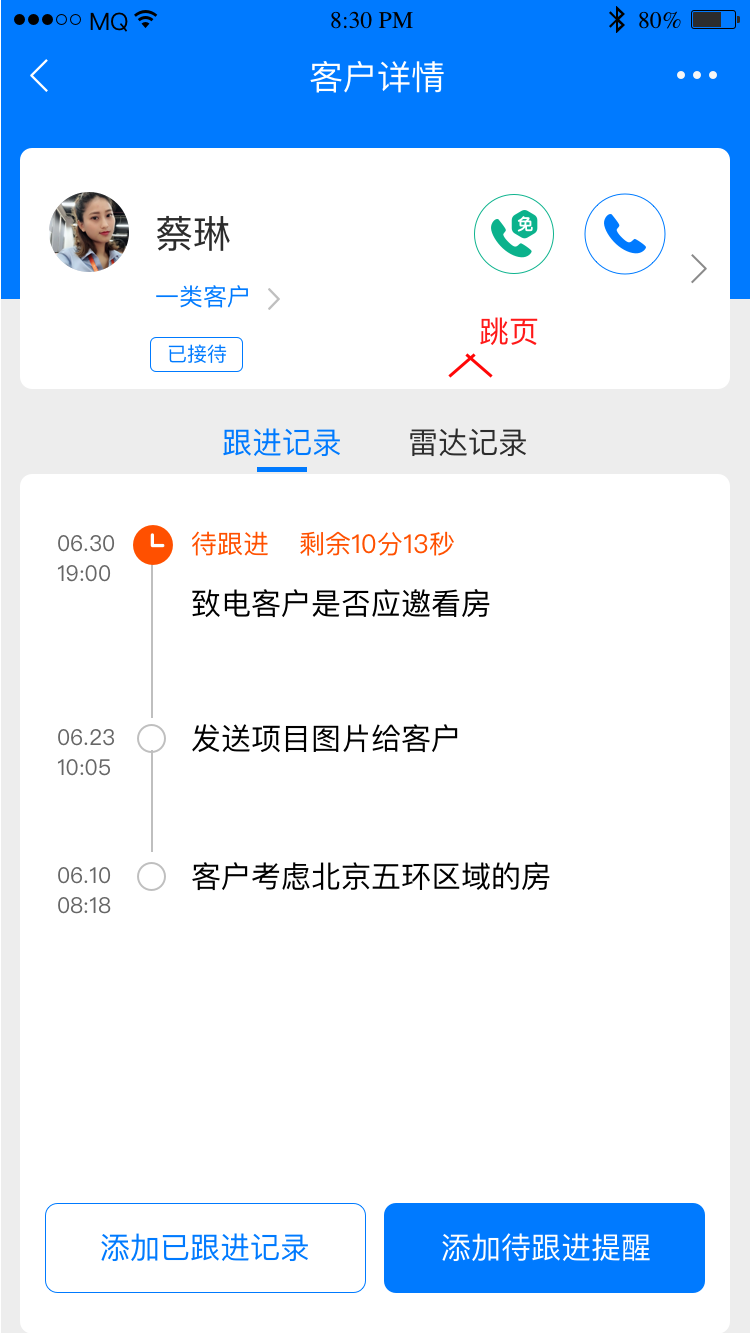 MQ 8:30 PM 80%
客户详情
蔡琳
免
一类客户
跳页
已接待
跟进记录 雷达记录
06.30 待跟进 剩余10分13秒
19:00
致电客户是否应邀看房
06.23 发送项目图片给客户
10:05
06.10 客户考虑北京五环区域的房
08:18
添加已跟进记录 添加待跟进提醒